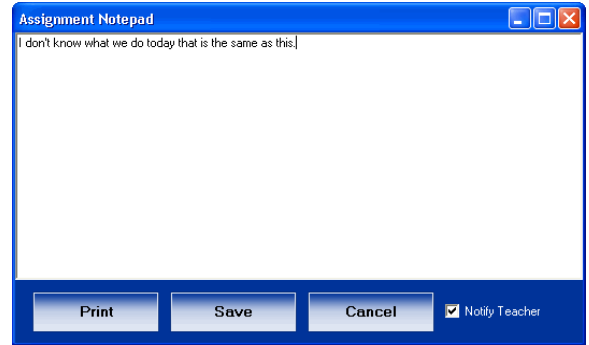 Assignment Notepad
I don't know what we do today that is the same as this.
Print Save Cancel Notify Teacher